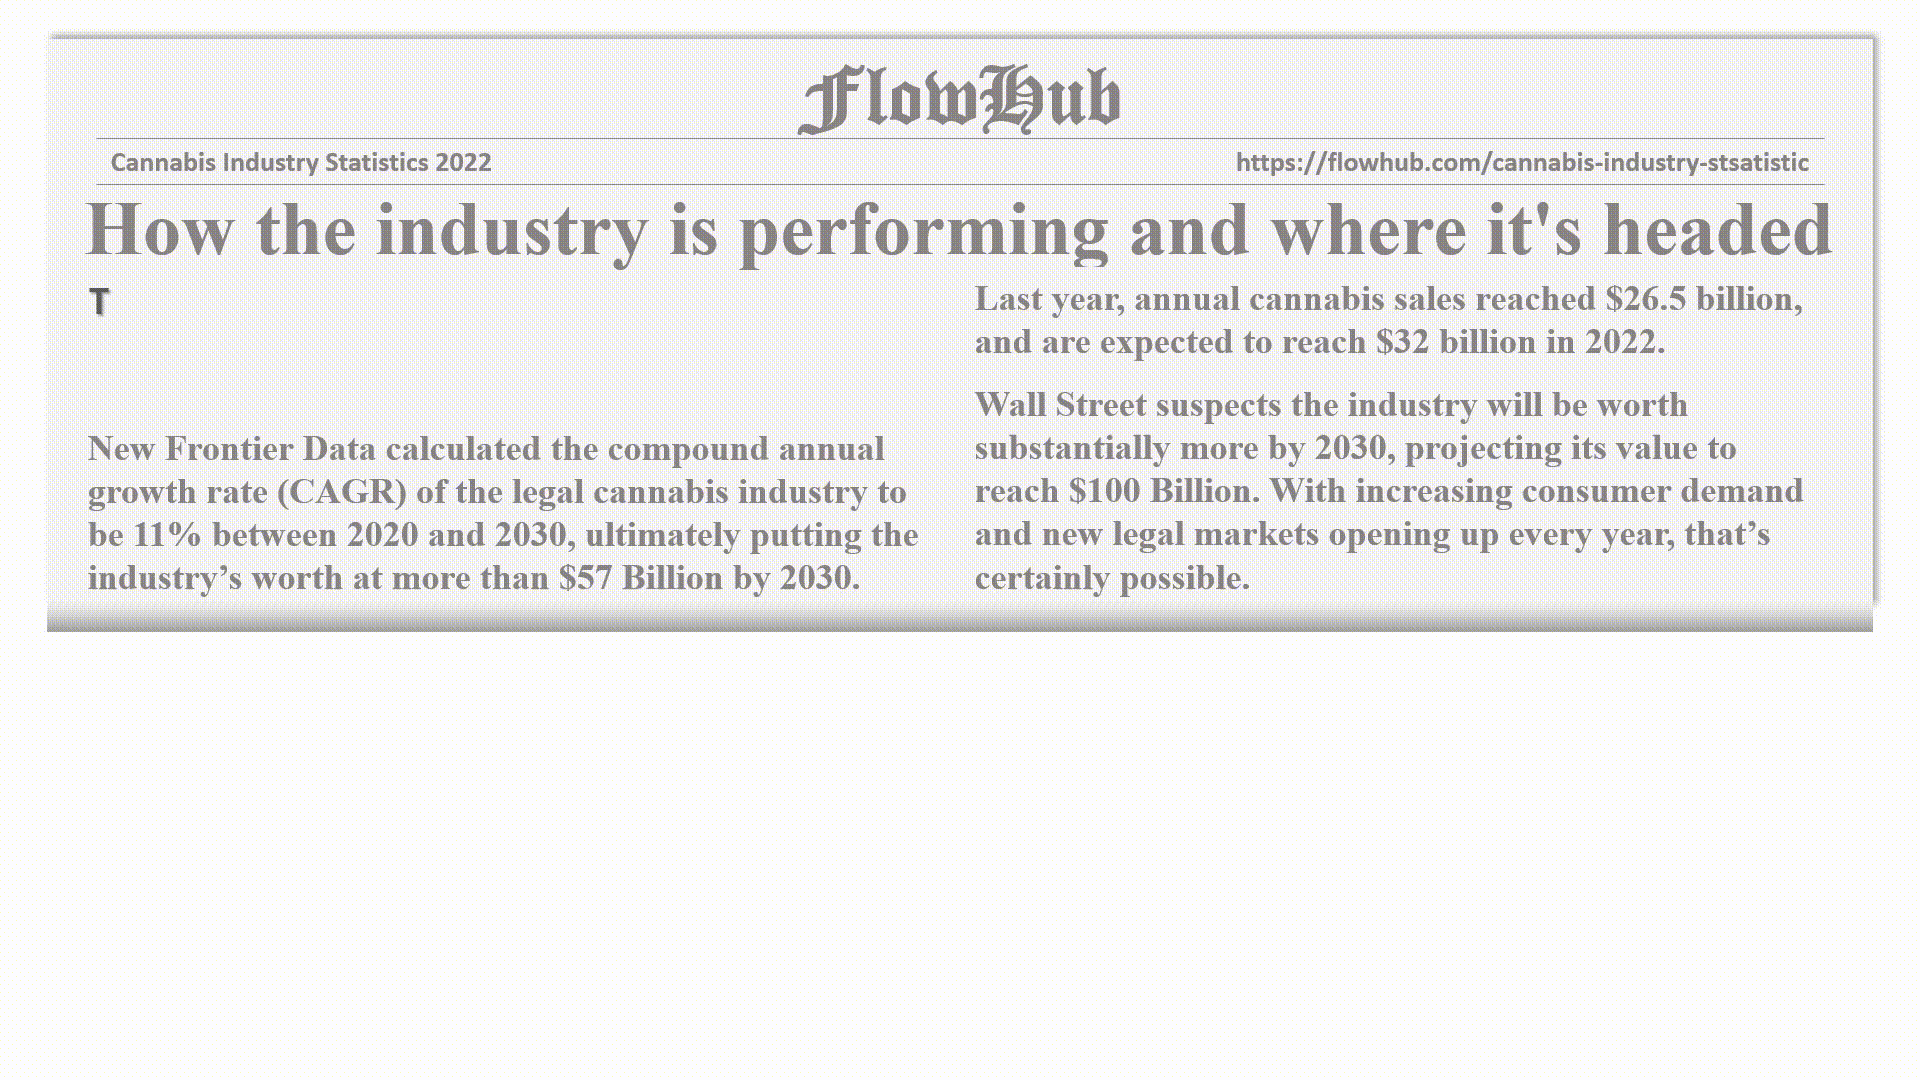 FlowHub
Cannabis Industry Statistics 2022
https://flowhub.com/cannabis-industry-stsatistic
How the industry is performing and where it's headed
T
New Frontier Data calculated the compound annual
growth rate (CAGR) of the legal cannabis industry to
be 11% between 2020 and 2030, ultimately putting the
industry’s worth at more than $57 Billion by 2030.
Last year, annual cannabis sales reached $26.5 billion,
and are expected to reach $32 billion in 2022.
Wall Street suspects the industry will be worth
substantially more by 2030, projecting its value to
reach $100 Billion. With increasing consumer demand
and new legal markets opening up every year, that’s
certainly possible.